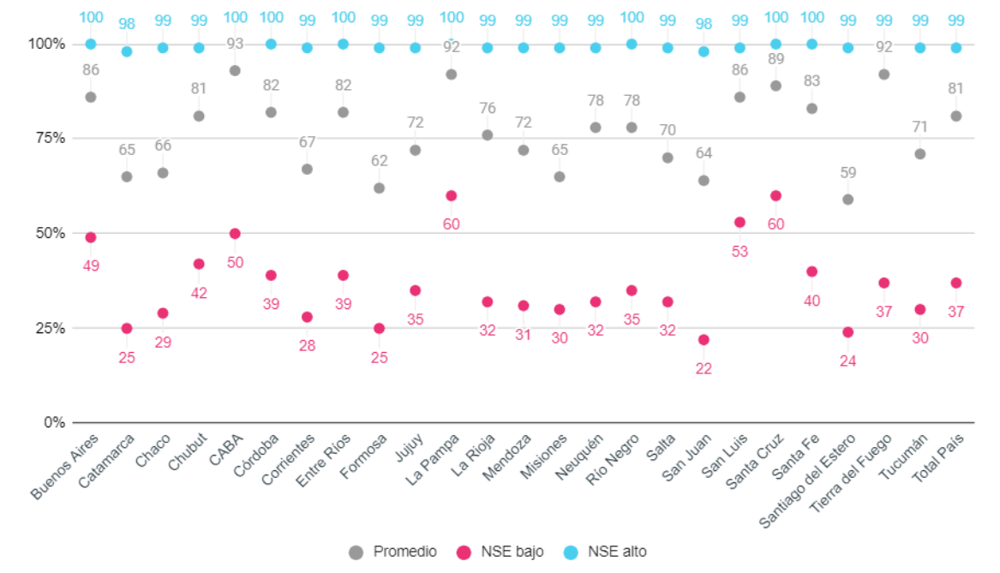 100 98 99 99 100 100 99 100 99 99 100 99 99 99 99 100 99 98 99 100 100 99 99 99 99
100%
86 65 66 81 93 82 67 82 62 72 92 76 72 65 78 78 70 64 86 89 83 59 92 71 81
75%
50%
49 25 29 42 50 39 28 39 25 35 60 32 31 30 32 35 32 22 53 60 40 24 37 30 37
25%
0%
Buenos Aires
Catamarca
Chaco
Chubut
CABA
Córdoba
Corrientes
Entre Ríos
Formosa
Jujuy
La Pampa
La Rioja
Mendoza
Misiones
Neuquén
Río Negro
Salta
San Juan
San Luis
Santa Cruz
Santa Fe
Santiago del Estero
Tierra del Fuego
Tucumán
Total País
Promedio NSE bajo NSE alto